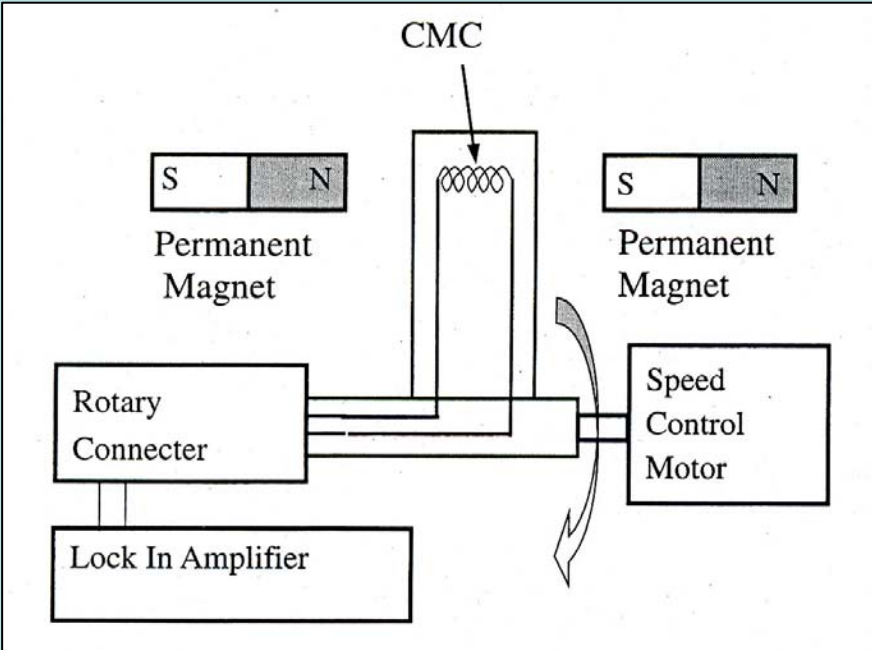 CMC
S N
Permanent
Magnet
S N
Permanent
Magnet
Rotary
Connecter
Speed
Control
Motor
Lock In Amplifier